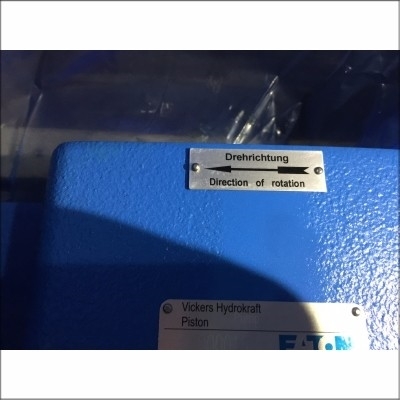 Drehrichtung
Direction of rotation
Vickers Hydrokraft
Piston
EATON